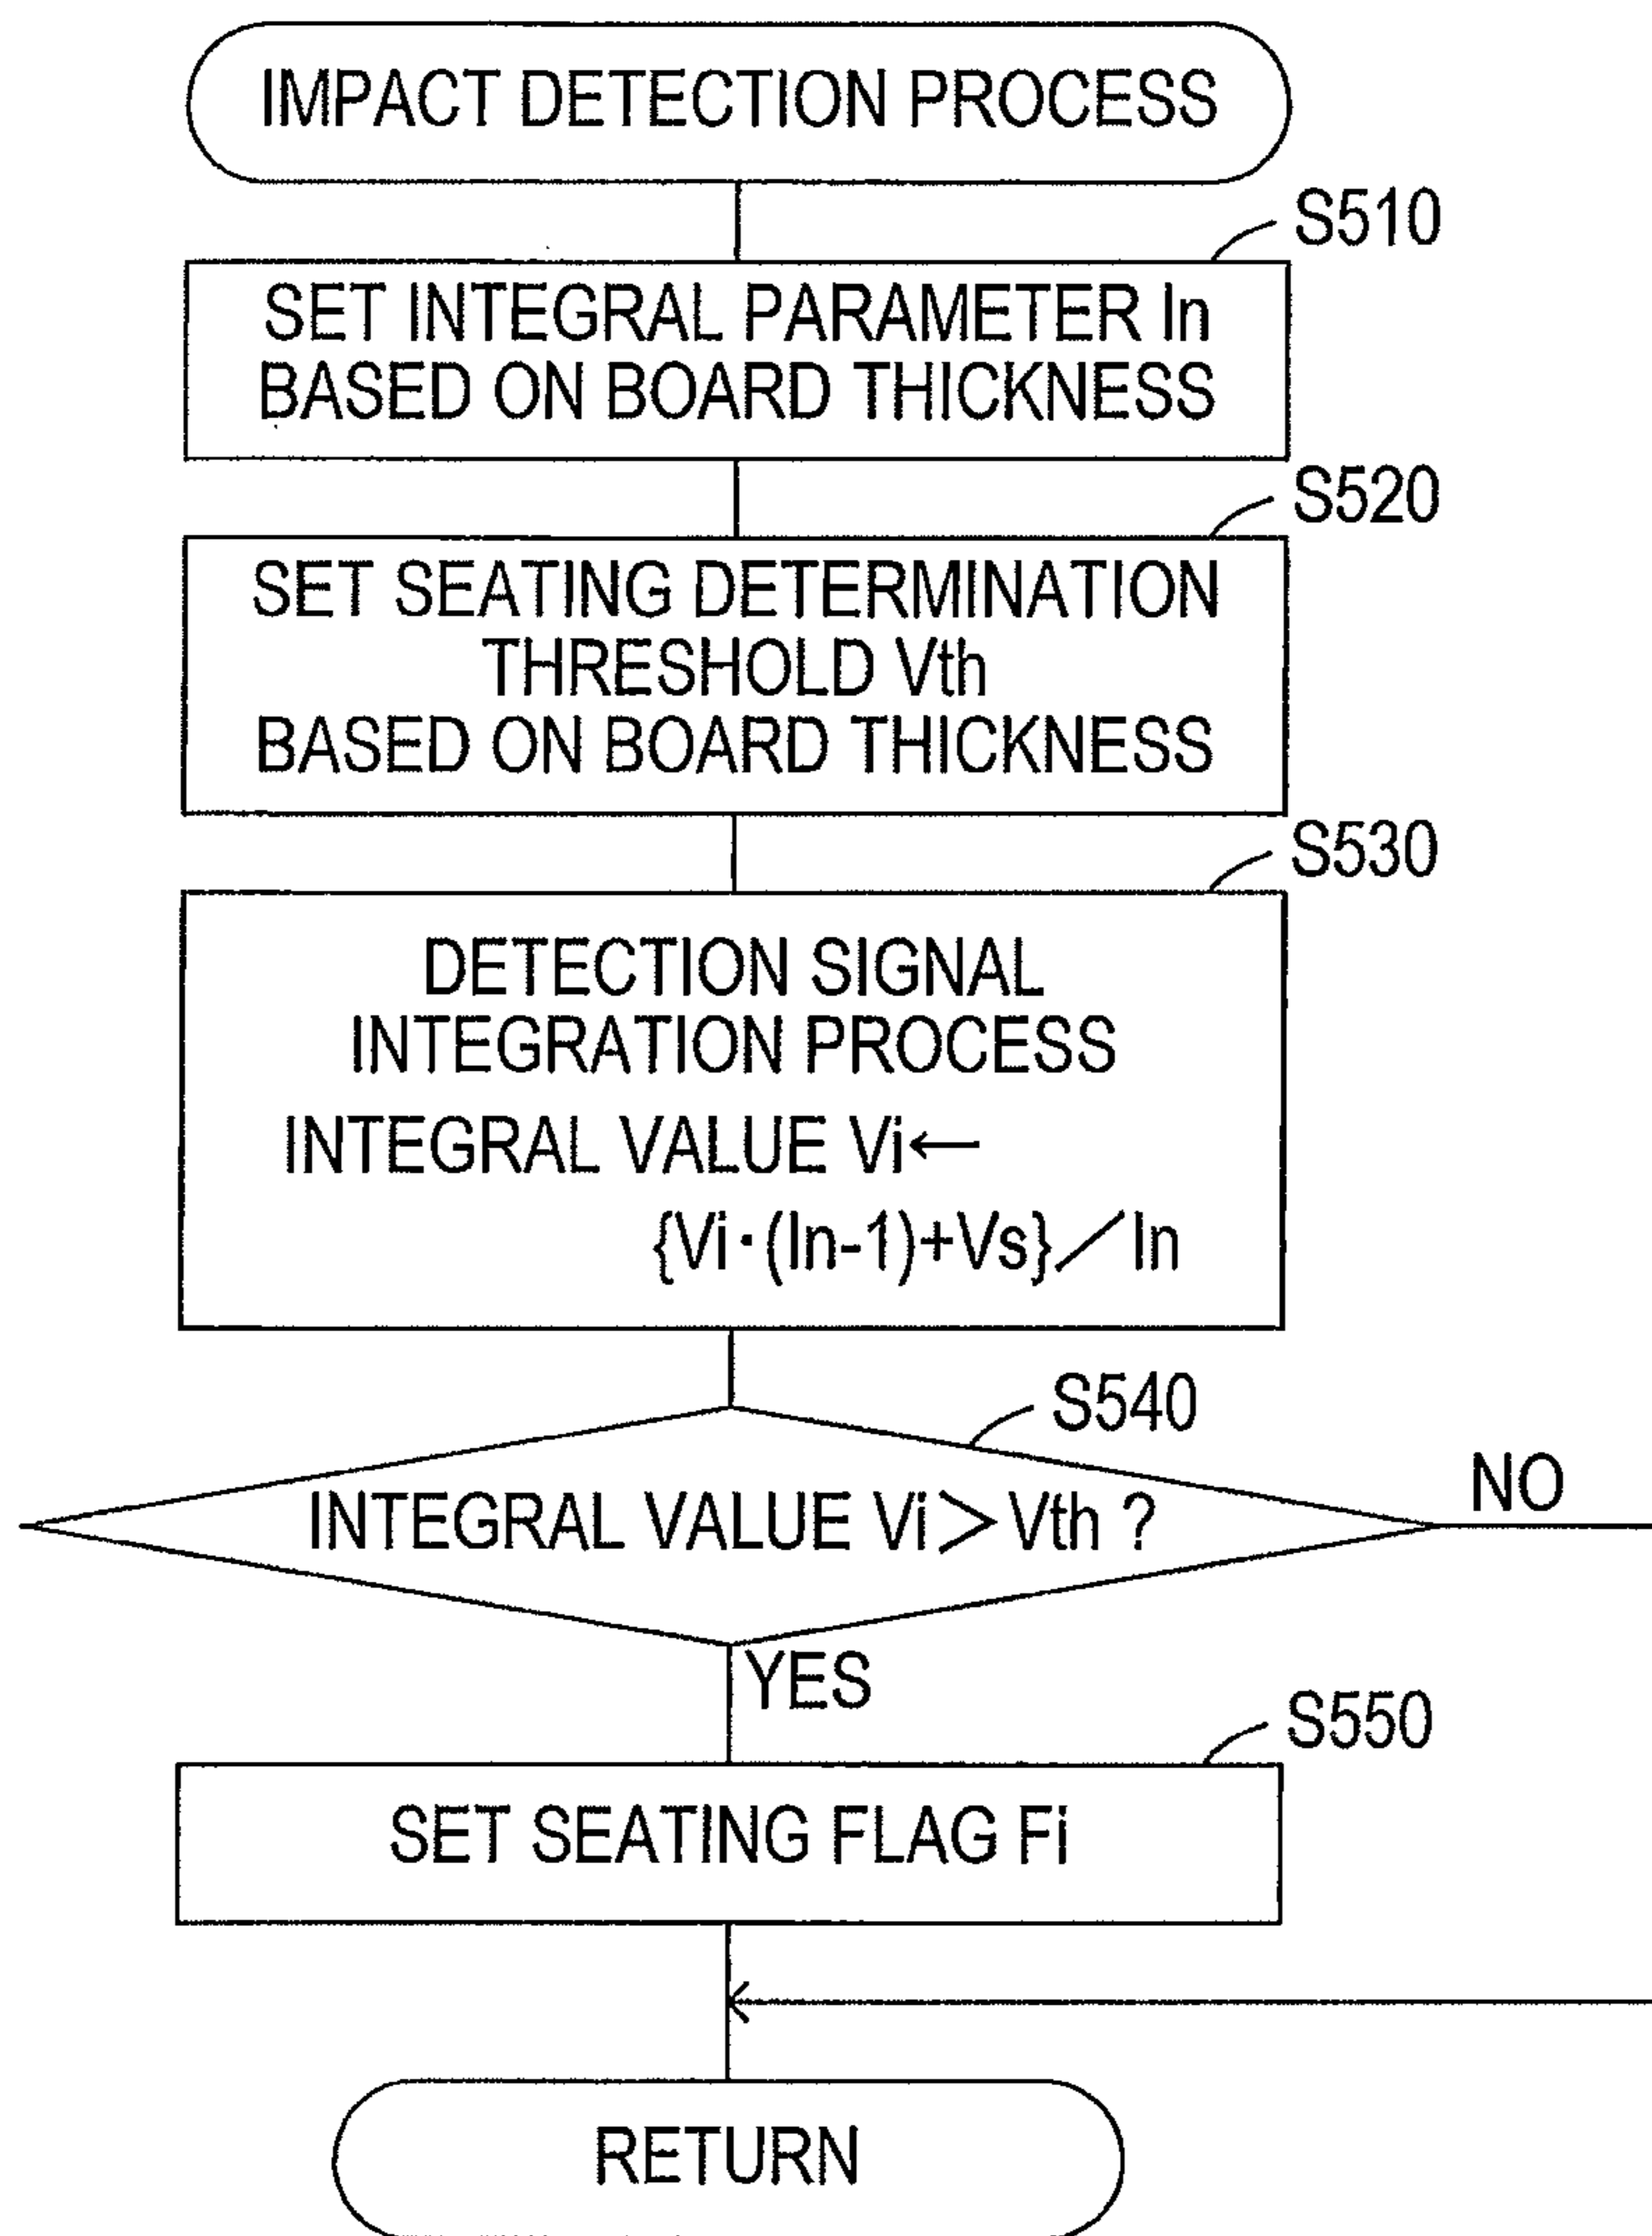 IMPACT DETECTION PROCESS
S510
SET INTEGRAL PARAMETER In
BASED ON BOARD THICKNESS
S520
SET SEATING DETERMINATION
THRESHOLD Vth
BASED ON BOARD THICKNESS
S530
DETECTION SIGNAL
INTEGRATION PROCESS
INTEGRAL VALUE Vi←
{Vi·(In-1)+Vs}／In
S540
INTEGRAL VALUE Vi＞Vth ?
NO
YES
S550
SET SEATING FLAG Fi
RETURN